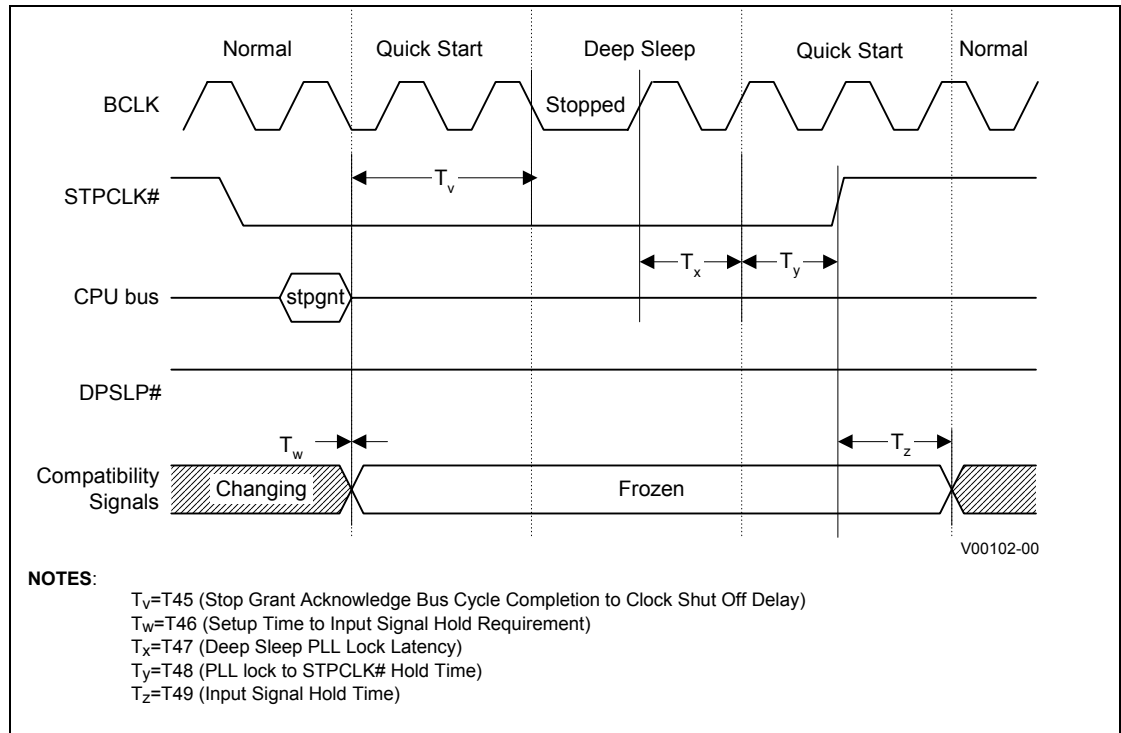 Normal Quick Start Deep Sleep Quick Start Normal
BCLK Stopped
STPCLK# Tv
Tx Ty
CPU bus stpgnt
DPSLP#
Tw Tz
Compatibility
Signals Changing Frozen
V00102-00
NOTES:
Tv=T45 (Stop Grant Acknowledge Bus Cycle Completion to Clock Shut Off Delay)
Tw=T46 (Setup Time to Input Signal Hold Requirement)
Tx=T47 (Deep Sleep PLL Lock Latency)
Ty=T48 (PLL lock to STPCLK# Hold Time)
Tz=T49 (Input Signal Hold Time)